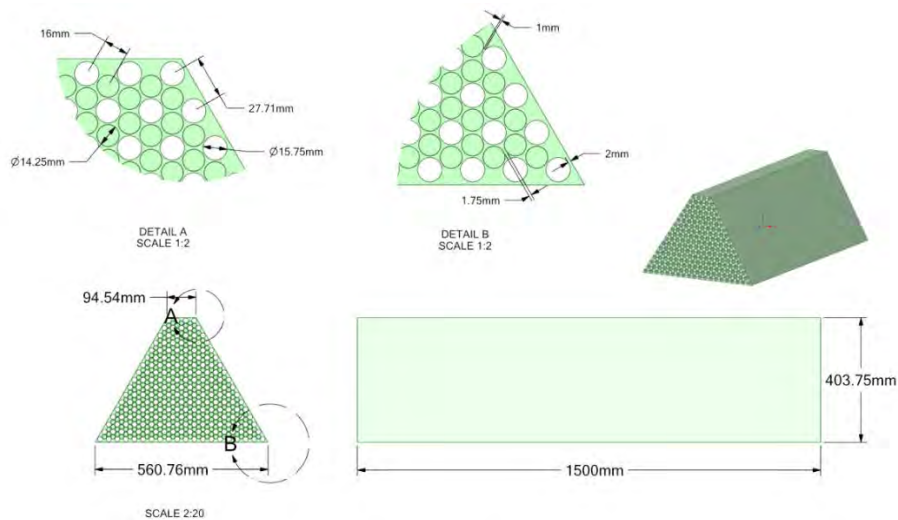 16mm
27.71mm
Ø14.25mm
Ø15.75mm
DETAIL A
SCALE 1:2
1mm
2mm
1.75mm
DETAIL B
SCALE 1:2
94.54mm
A
B
560.76mm
SCALE 2:20
403.75mm
1500mm